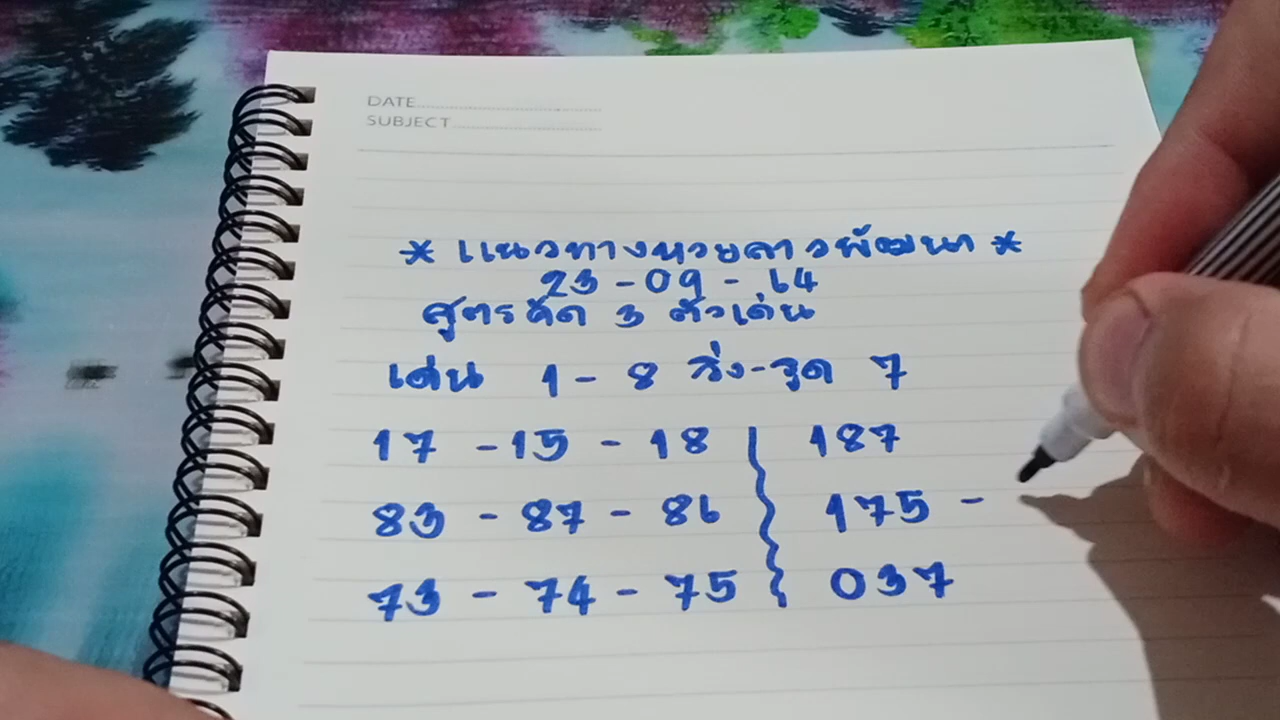 DATE
SUBJECT
* แนวทางหวยลาวพัฒนา *
23-09-64
สูตรคัด 3 ตัวเด่น
เด่น 1-8 วิ่ง-รูด 7
17 - 15 - 18 187
83 - 87 - 86 175 -
73 - 74 - 75 037